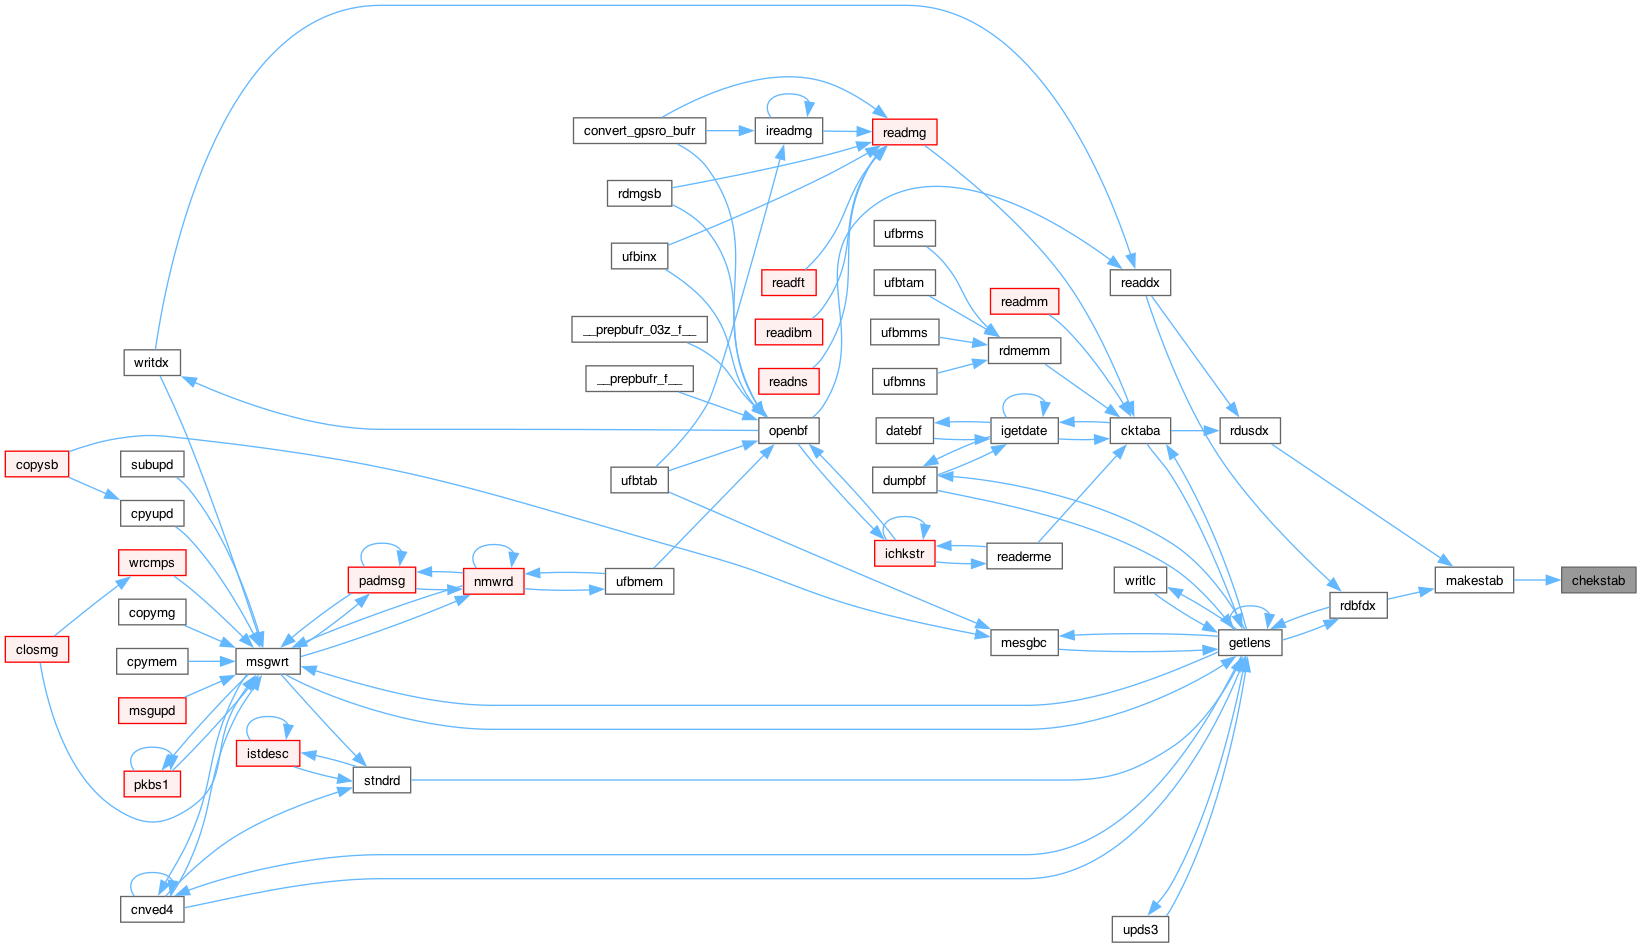 convert_gpsro_bufr
ireadmg
readmg
rdmgsb
ufbrms
ufbinx
readft
ufbtam
readmm
readdx
__prepbufr_03z_f__
readibm
ufbmms
rdmemm
writdx
__prepbufr_f__
readns
ufbmns
openbf
datebf
igetdate
cktaba
rdusdx
copysb
subupd
ufbtab
dumpbf
cpyupd
wrcmps
padmsg
nmwrd
ufbmem
ichkstr
readerme
writlc
makestab
chekstab
copymg
rdbfdx
closmg
cpymem
msgwrt
mesgbc
getlens
msgupd
istdesc
pkbs1
stndrd
cnved4
upds3